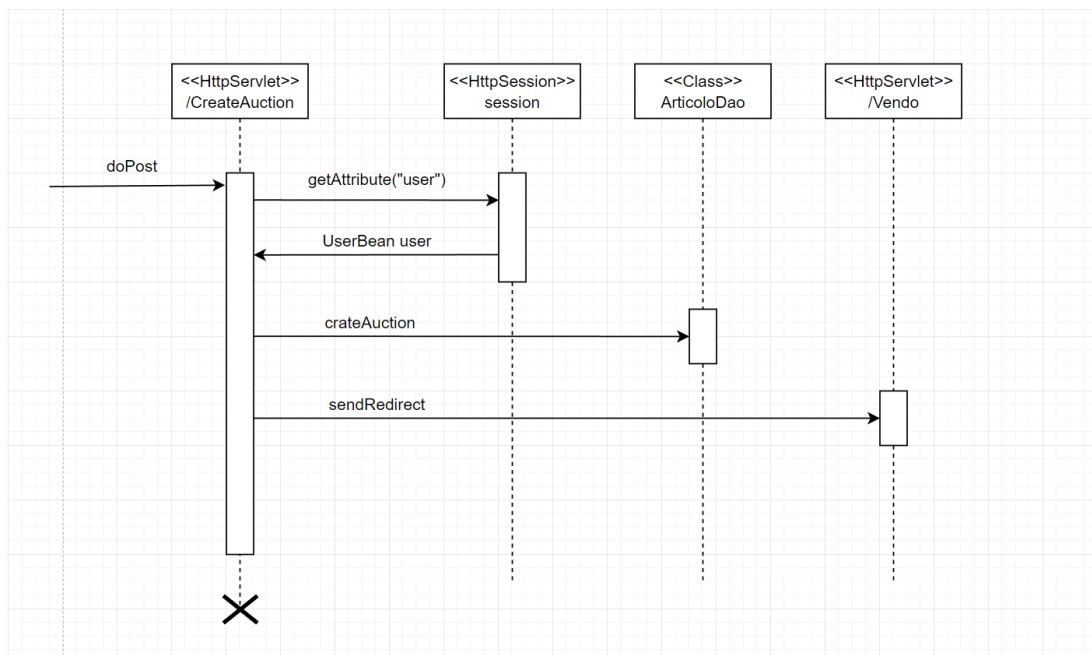 <<HttpServlet>>
/CreateAuction
<<HttpSession>>
session
<<Class>>
ArticoloDao
<<HttpServlet>>
/Vendo
doPost
getAttribute("user")
UserBean user
crateAuction
sendRedirect